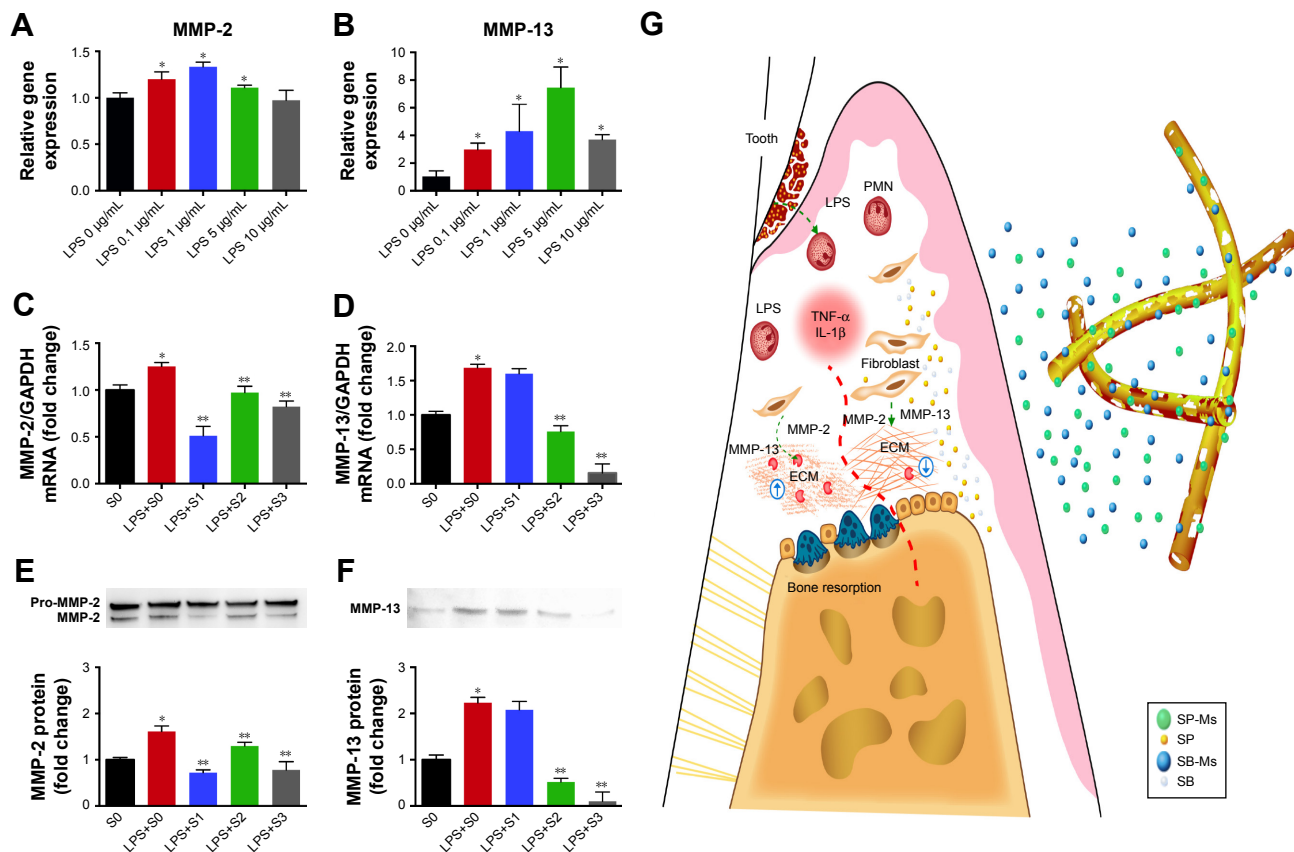 A
MMP-2
Relative gene
expression
1.5
1.0
0.5
0.0
*
*
*
LPS 0 µg/mL
LPS 0.1 µg/mL
LPS 1 µg/mL
LPS 5 µg/mL
LPS 10 µg/mL
B
MMP-13
Relative gene
expression
10
8
6
4
2
0
*
*
*
*
LPS 0 µg/mL
LPS 0.1 µg/mL
LPS 1 µg/mL
LPS 5 µg/mL
LPS 10 µg/mL
C
MMP-2/GAPDH
mRNA (fold change)
1.5
1.0
0.5
0.0
*
**
**
**
S0
LPS+S0
LPS+S1
LPS+S2
LPS+S3
D
MMP-13/GAPDH
mRNA (fold change)
2.0
1.5
1.0
0.5
0.0
*
**
**
S0
LPS+S0
LPS+S1
LPS+S2
LPS+S3
E
Pro-MMP-2
MMP-2
MMP-2 protein
(fold change)
3
2
1
0
*
**
**
**
S0
LPS+S0
LPS+S1
LPS+S2
LPS+S3
F
MMP-13
MMP-13 protein
(fold change)
3
2
1
0
*
**
**
S0
LPS+S0
LPS+S1
LPS+S2
LPS+S3
G
Tooth
PMN
LPS
LPS
TNF-α
IL-1β
Fibroblast
MMP-2
MMP-13
MMP-2
MMP-13
ECM
ECM
Bone resorption
SP-Ms
SP
SB-Ms
SB